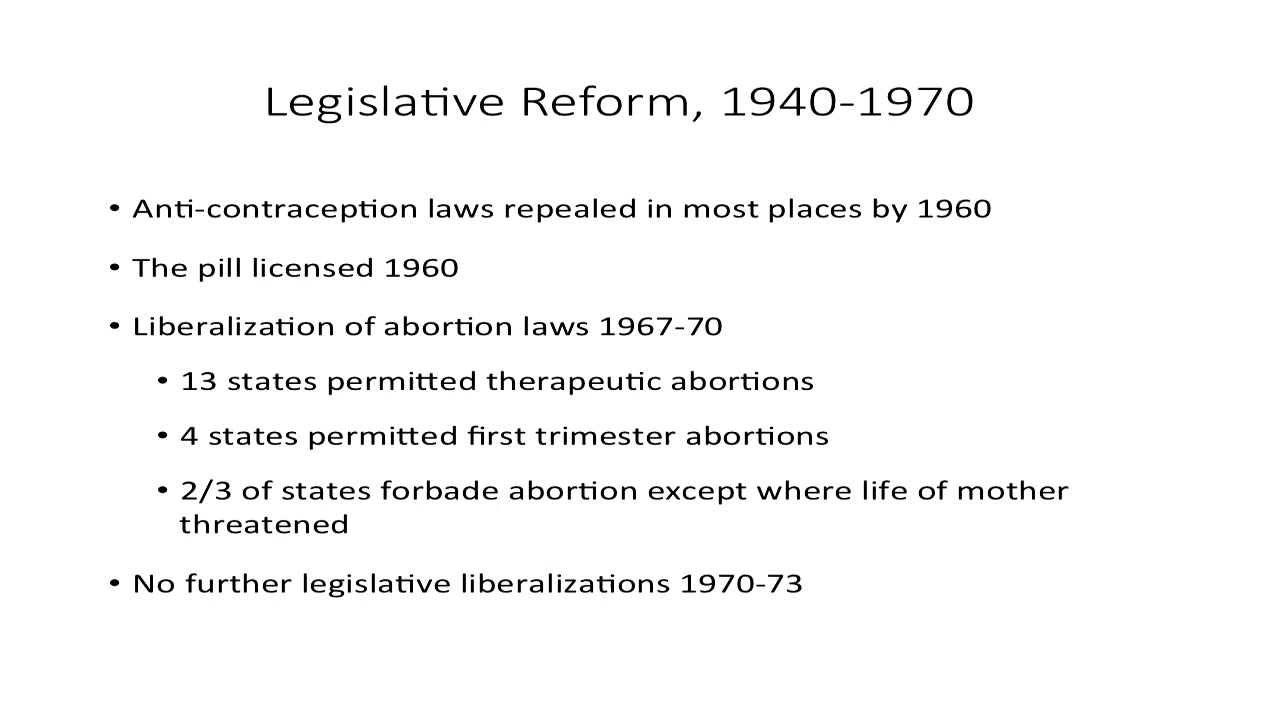 Legislative Reform, 1940-1970
• Anti-contraception laws repealed in most places by 1960
• The pill licensed 1960
• Liberalization of abortion laws 1967-70
• 13 states permitted therapeutic abortions
• 4 states permitted first trimester abortions
• 2/3 of states forbade abortion except where life of mother
threatened
• No further legislative liberalizations 1970-73